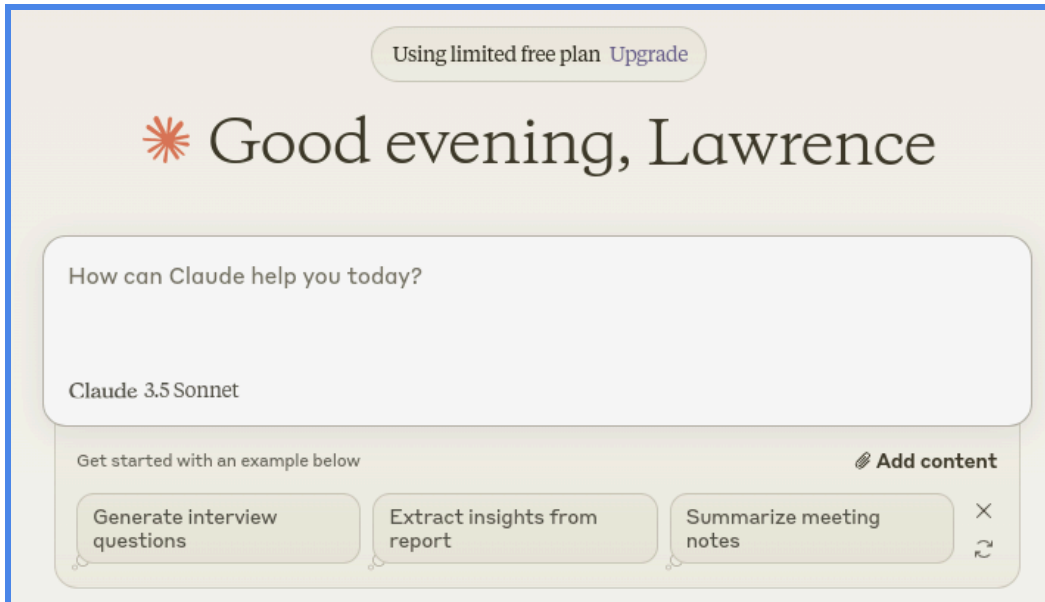 Using limited free plan Upgrade
Good evening, Lawrence
How can Claude help you today?
Claude 3.5 Sonnet
Get started with an example below
Add content
Generate interview
questions
Extract insights from
report
Summarize meeting
notes